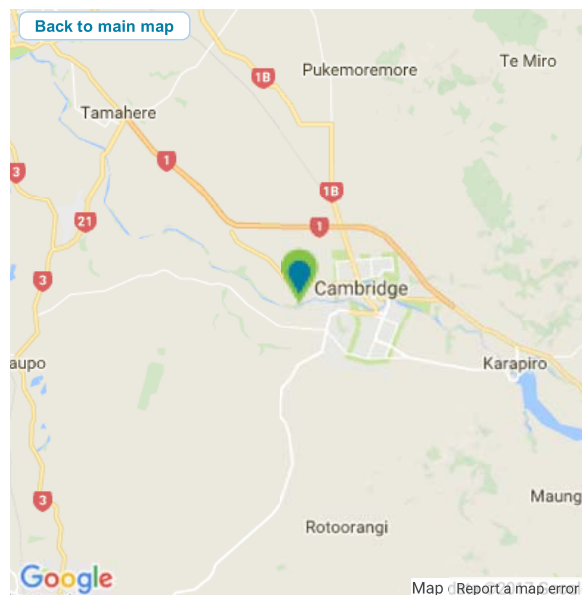 Back to main map
Te Miro
Pukemoremore
1B
Tamahere
1
3
1B
21
1
3
Cambridge
aupo
Karapiro
3
Maung
Rotoorangi
Google
Map
Report a map error